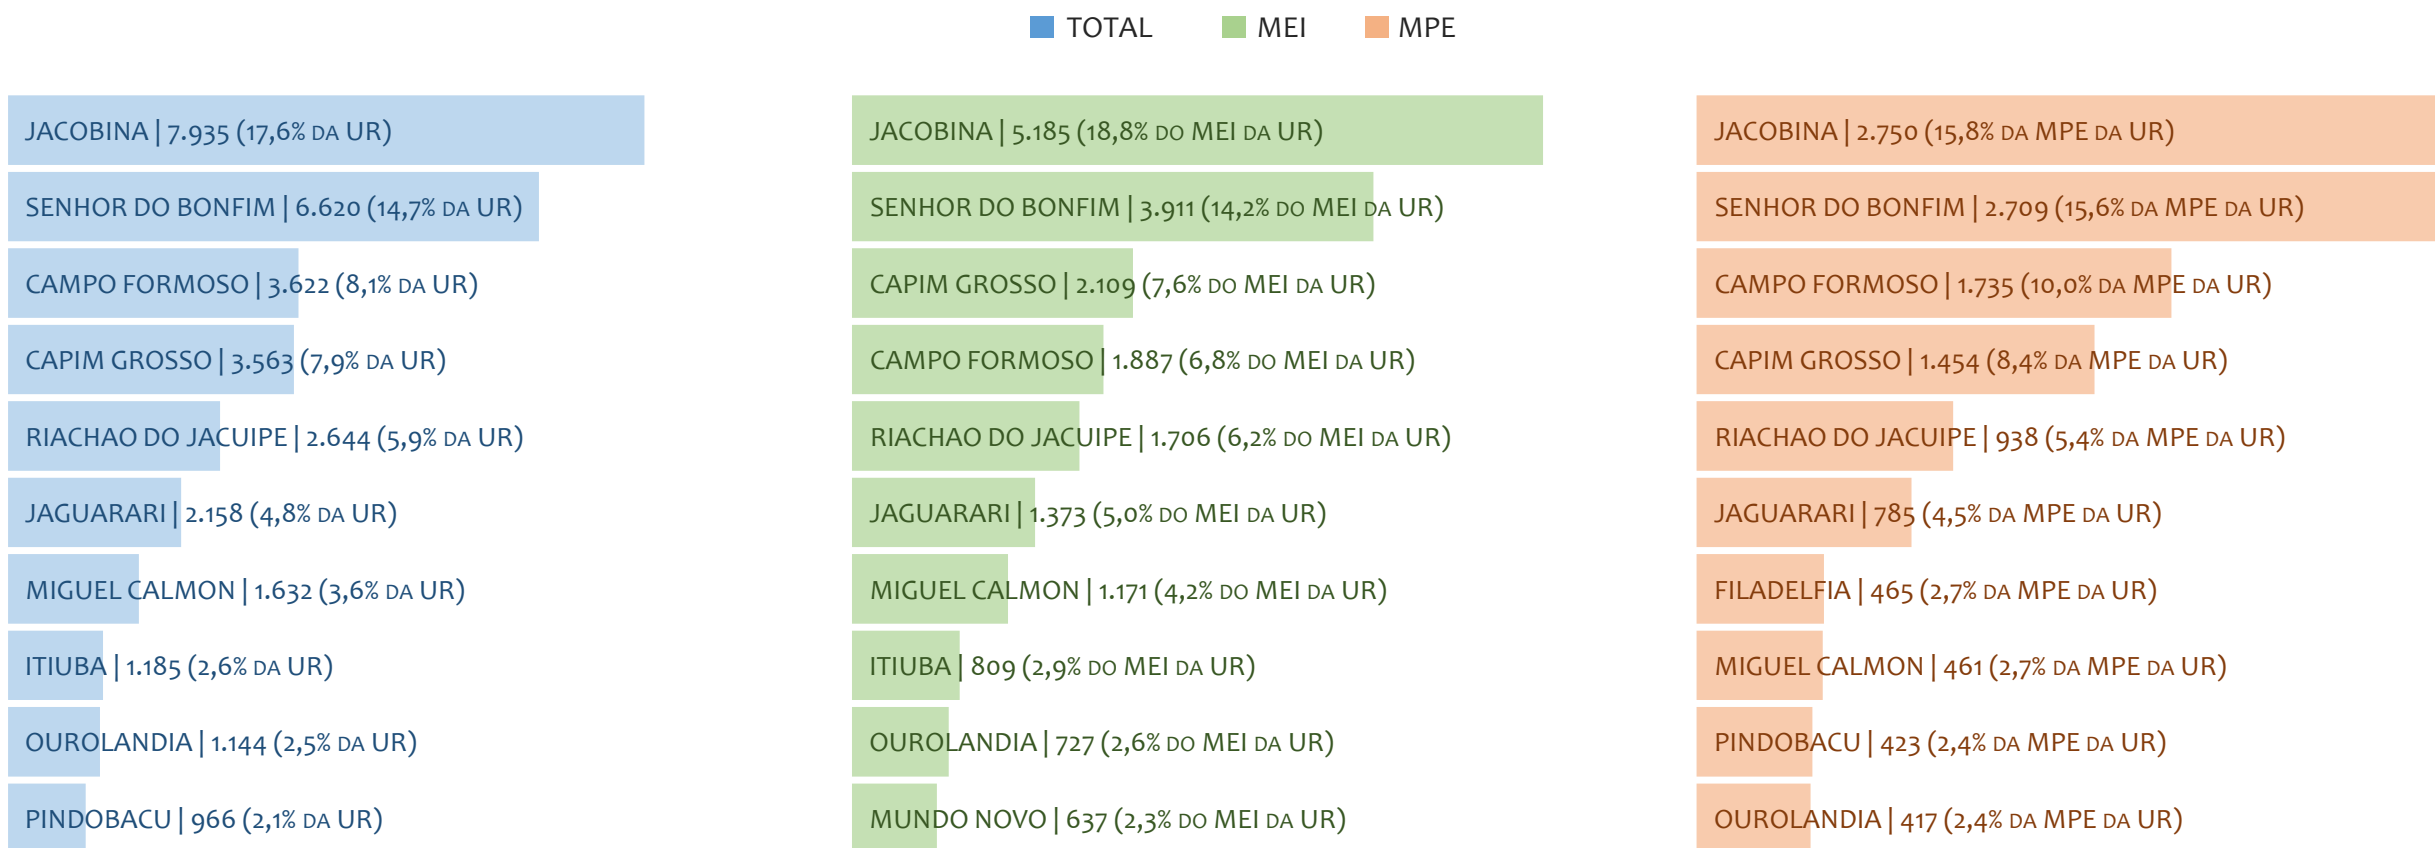 TOTAL MEI MPE
JACOBINA | 7.935 (17,6% DA UR)
SENHOR DO BONFIM | 6.620 (14,7% DA UR)
CAMPO FORMOSO | 3.622 (8,1% DA UR)
CAPIM GROSSO | 3.563 (7,9% DA UR)
RIACHAO DO JACUIPE | 2.644 (5,9% DA UR)
JAGUARARI | 2.158 (4,8% DA UR)
MIGUEL CALMON | 1.632 (3,6% DA UR)
ITIUBA | 1.185 (2,6% DA UR)
OUROLANDIA | 1.144 (2,5% DA UR)
PINDOBACU | 966 (2,1% DA UR)
JACOBINA | 5.185 (18,8% DO MEI DA UR)
SENHOR DO BONFIM | 3.911 (14,2% DO MEI DA UR)
CAPIM GROSSO | 2.109 (7,6% DO MEI DA UR)
CAMPO FORMOSO | 1.887 (6,8% DO MEI DA UR)
RIACHAO DO JACUIPE | 1.706 (6,2% DO MEI DA UR)
JAGUARARI | 1.373 (5,0% DO MEI DA UR)
MIGUEL CALMON | 1.171 (4,2% DO MEI DA UR)
ITIUBA | 809 (2,9% DO MEI DA UR)
OUROLANDIA | 727 (2,6% DO MEI DA UR)
MUNDO NOVO | 637 (2,3% DO MEI DA UR)
JACOBINA | 2.750 (15,8% DA MPE DA UR)
SENHOR DO BONFIM | 2.709 (15,6% DA MPE DA UR)
CAMPO FORMOSO | 1.735 (10,0% DA MPE DA UR)
CAPIM GROSSO | 1.454 (8,4% DA MPE DA UR)
RIACHAO DO JACUIPE | 938 (5,4% DA MPE DA UR)
JAGUARARI | 785 (4,5% DA MPE DA UR)
FILADELFIA | 465 (2,7% DA MPE DA UR)
MIGUEL CALMON | 461 (2,7% DA MPE DA UR)
PINDOBACU | 423 (2,4% DA MPE DA UR)
OUROLANDIA | 417 (2,4% DA MPE DA UR)